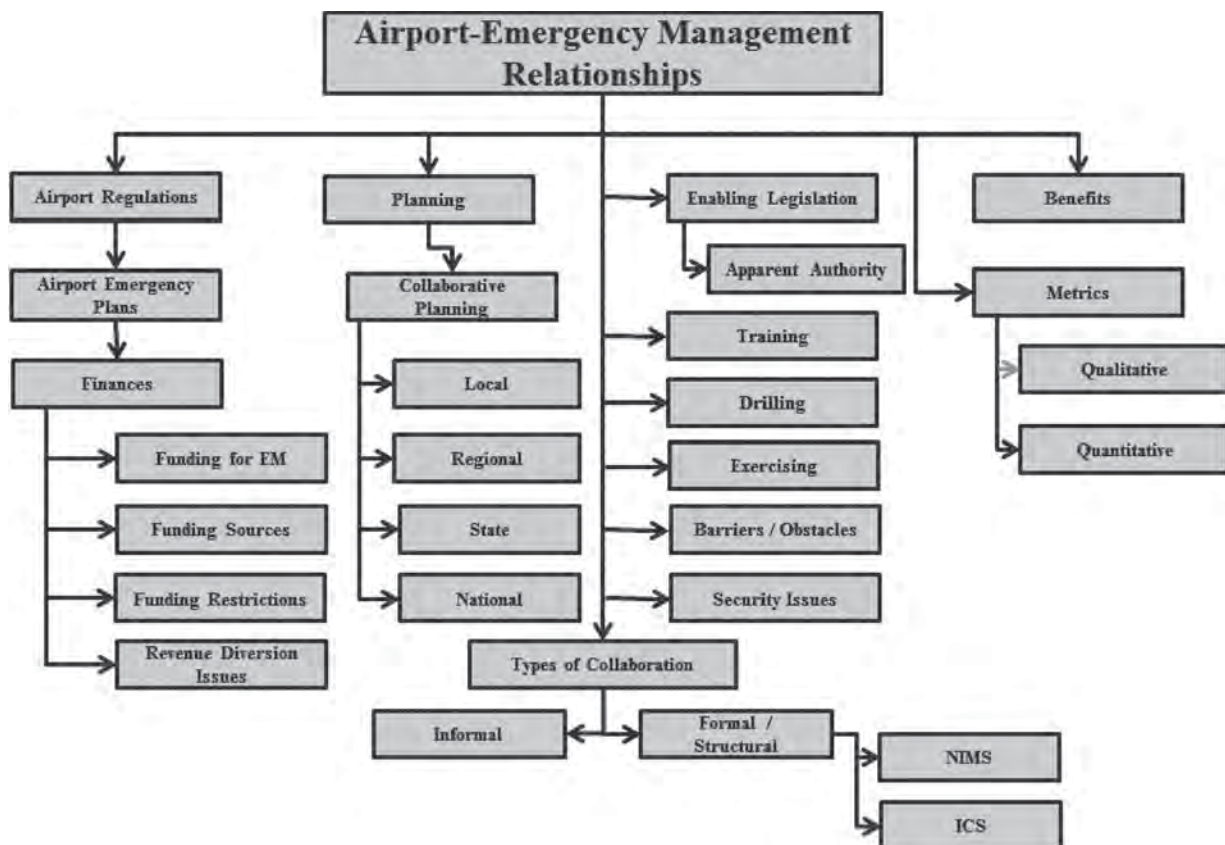 Airport-Emergency Management
Relationships
Airport Regulations
Planning
Enabling Legislation
Benefits
Apparent Authority
Airport Emergency
Plans
Collaborative
Planning
Metrics
Training
Finances
Local
Qualitative
Drilling
Funding for EM
Regional
Exercising
Quantitative
Funding Sources
State
Barriers / Obstacles
Funding Restrictions
National
Security Issues
Revenue Diversion
Issues
Types of Collaboration
Informal
Formal /
Structural
NIMS
ICS